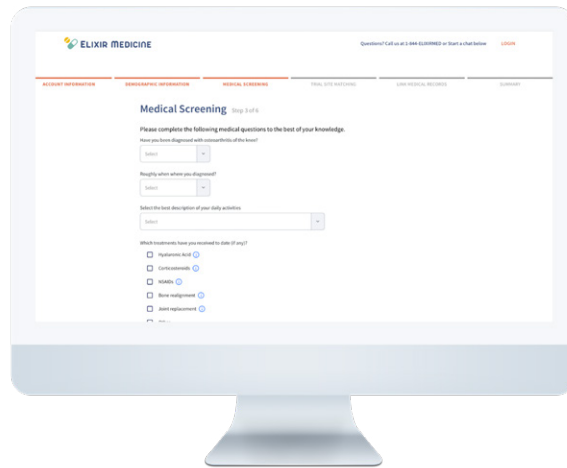 ELIXIR MEDICINE
Questions? Call us at 1-844-ELIXIRMED or Start a chat below LOGIN
ACCOUNT INFORMATION DEMOGRAPHIC INFORMATION MEDICAL SCREENING TRIAL SITE MATCHING LINK MEDICAL RECORDS SUMMARY
Medical Screening Step 3 of 6
Please complete the following medical questions to the best of your knowledge.
Have you been diagnosed with osteoarthritis of the knee?
Select
Roughly when where you diagnosed?
Select
Select the best description of your daily activities
Select
Which treatments have you received to date (if any)?
Hyaluronic Acid
Corticosteroids
NSAIDs
Bone realignment
Joint replacement